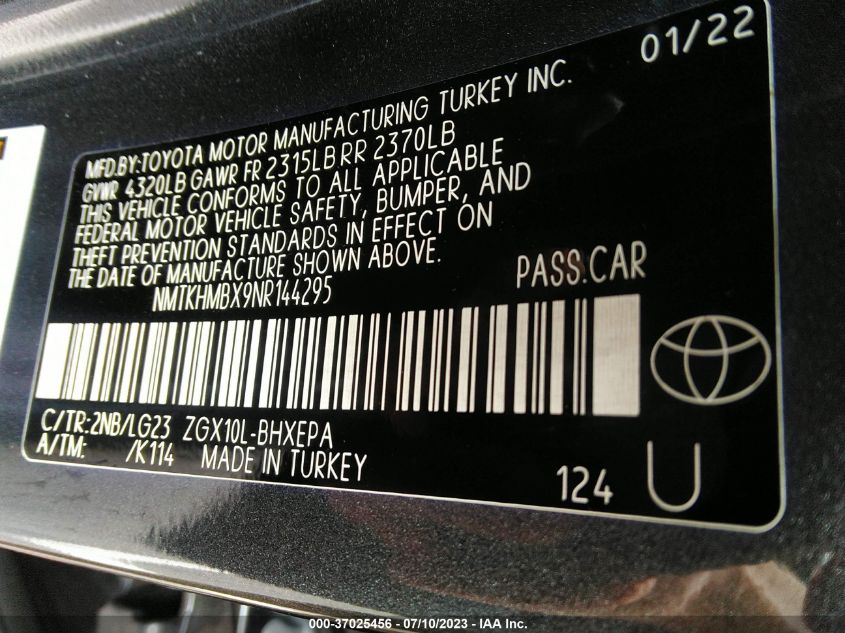 01/22
MFD.BY:TOYOTA MOTOR MANUFACTURING TURKEY INC.
GVWR 4320LB GAWR FR 2315LB RR 2370LB
THIS VEHICLE CONFORMS TO ALL APPLICABLE
FEDERAL MOTOR VEHICLE SAFETY, BUMPER, AND
THEFT PREVENTION STANDARDS IN EFFECT ON
THE DATE OF MANUFACTURE SHOWN ABOVE.
NMTKHMBX9NR144295 PASS.CAR
C/TR:2NB/LG23 ZGX10L-BHXEPA
A/TM: /K114 MADE IN TURKEY
124 U
000-37025456 - 07/10/2023 - IAA Inc.